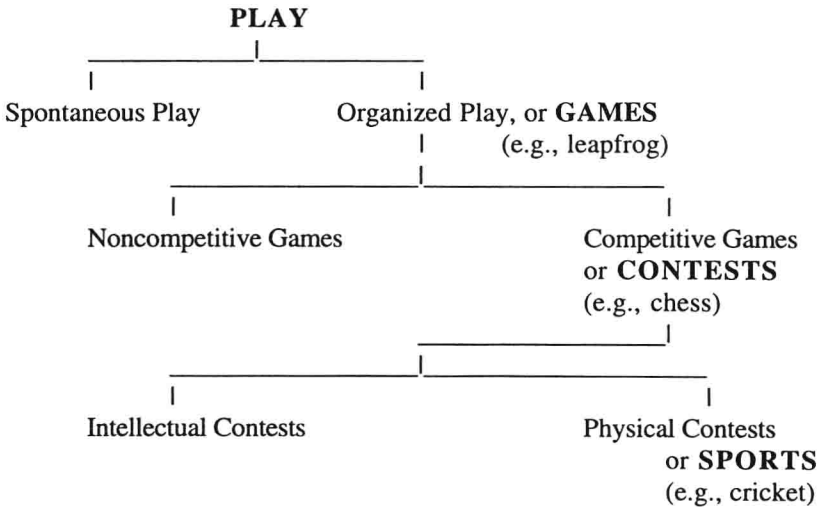 PLAY
Spontaneous Play
Organized Play, or GAMES
(e.g., leapfrog)
Noncompetitive Games
Competitive Games
or CONTESTS
(e.g., chess)
Intellectual Contests
Physical Contests
or SPORTS
(e.g., cricket)